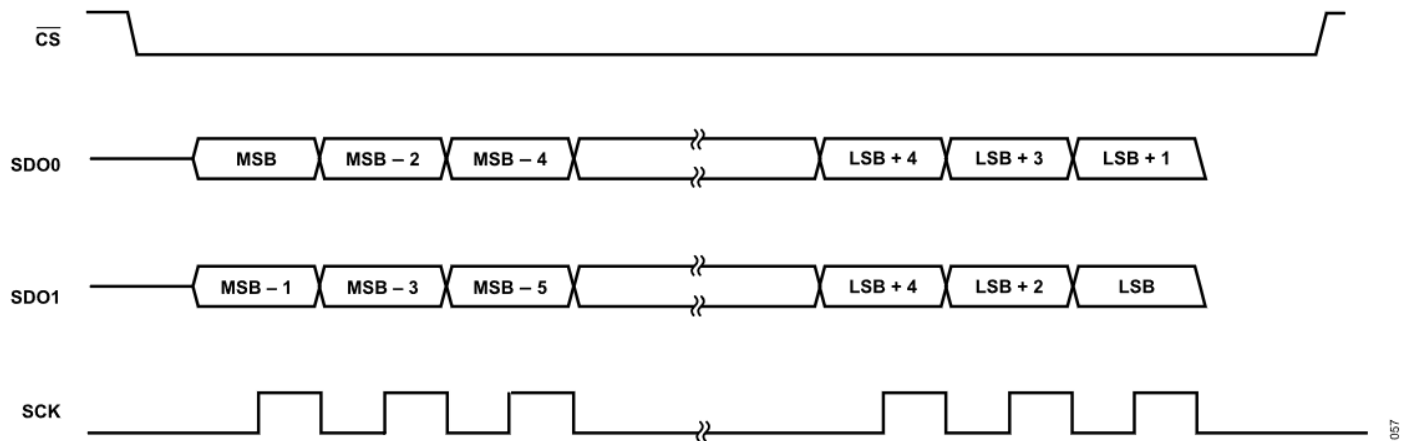 CS
SDO0 MSB MSB – 2 MSB – 4 LSB + 4 LSB + 3 LSB + 1
SDO1 MSB – 1 MSB – 3 MSB – 5 LSB + 4 LSB + 2 LSB
SCK
057